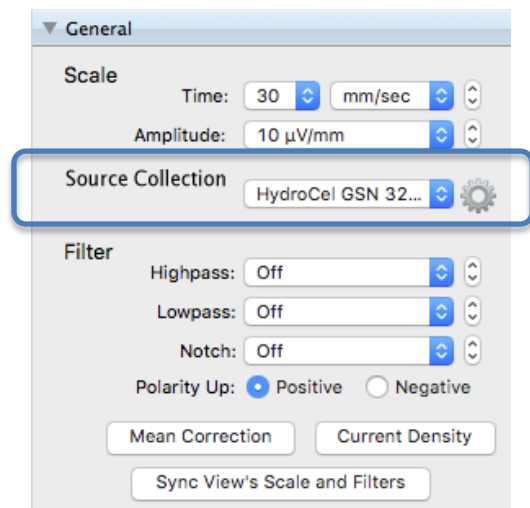 General
Scale
Time: 30 mm/sec
Amplitude: 10 µV/mm
Source Collection
HydroCel GSN 32...
Filter
Highpass: Off
Lowpass: Off
Notch: Off
Polarity Up: Positive Negative
Mean Correction Current Density
Sync View's Scale and Filters